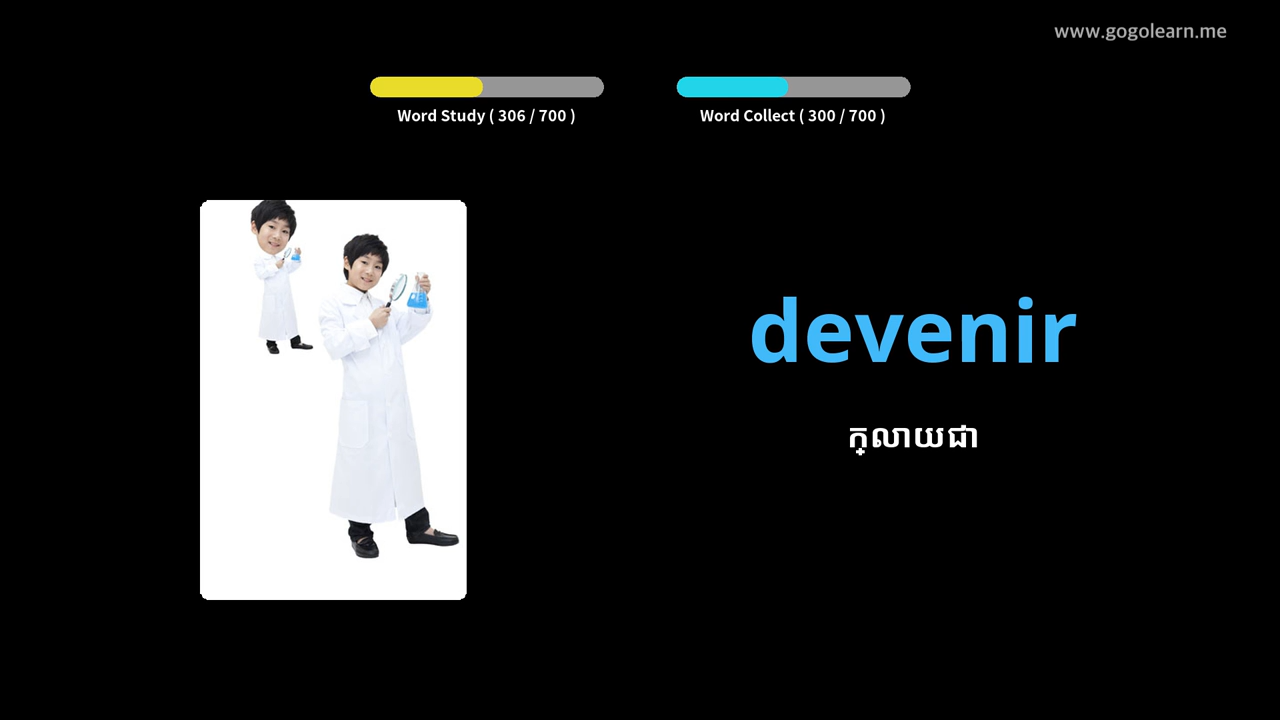 www.gogolearn.me
Word Study ( 306 / 700 )
Word Collect ( 300 / 700 )
devenir
ក្លាយជា